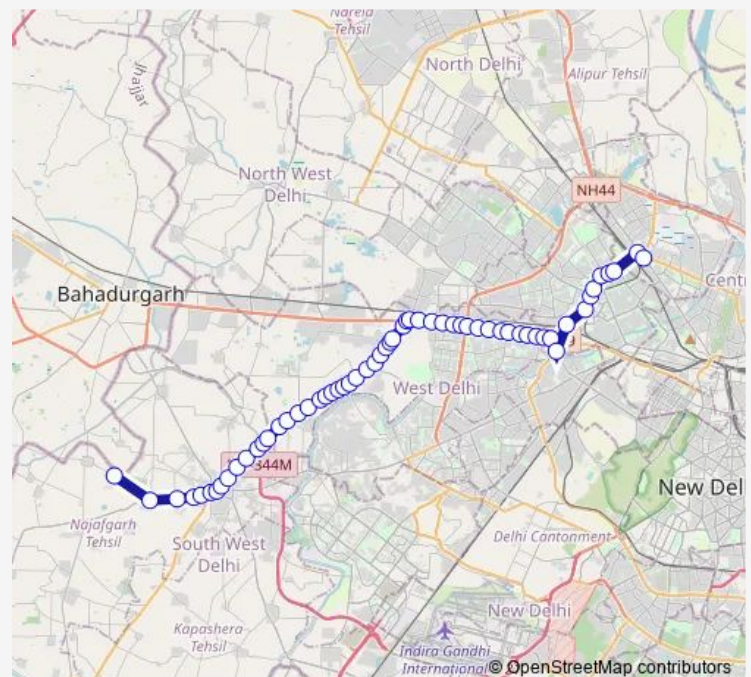 Narela
Tehsil
North Delhi
Alipur Tehsil
Jhajjar
North West
Delhi
NH44
Bahadurgarh
Centr
West Delhi
344M
New Del
Najafgarh
Tehsil
South West
Delhi
Delhi Cantonment
New Delhi
Kapashera
Tehsil
Indira Gandhi
International
© OpenStreetMap contributors